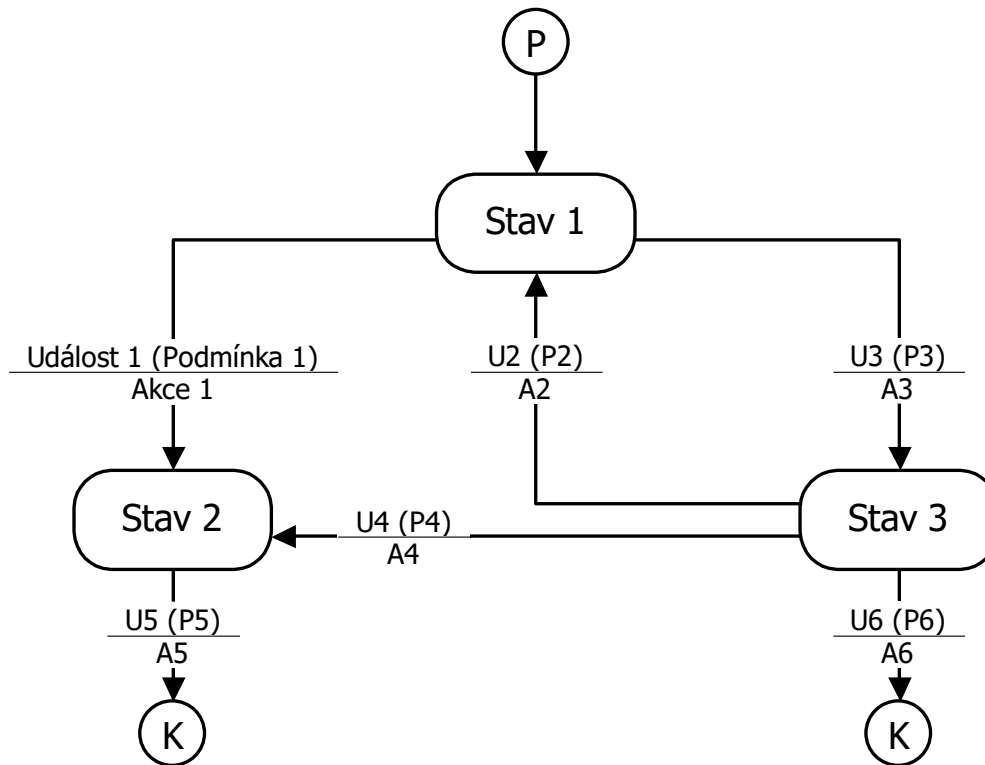 P
Stav 1
Událost 1 (Podmínka 1)
Akce 1
U2 (P2)
A2
U3 (P3)
A3
Stav 2
U4 (P4)
A4
Stav 3
U5 (P5)
A5
U6 (P6)
A6
K
K